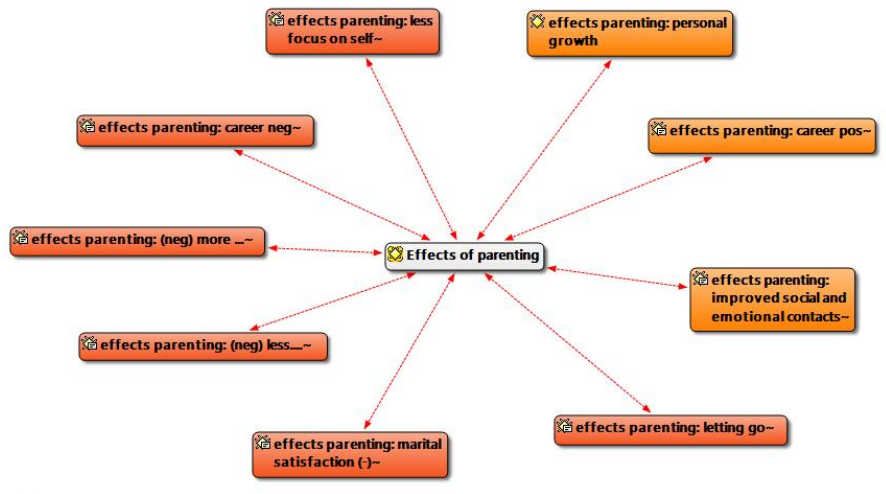 effects parenting: less
focus on self~
effects parenting: personal
growth
effects parenting: career neg~
effects parenting: career pos~
effects parenting: (neg) more ...~
Effects of parenting
effects parenting:
improved social and
emotional contacts~
effects parenting: (neg) less....~
effects parenting: letting go~
effects parenting: marital
satisfaction (-)~